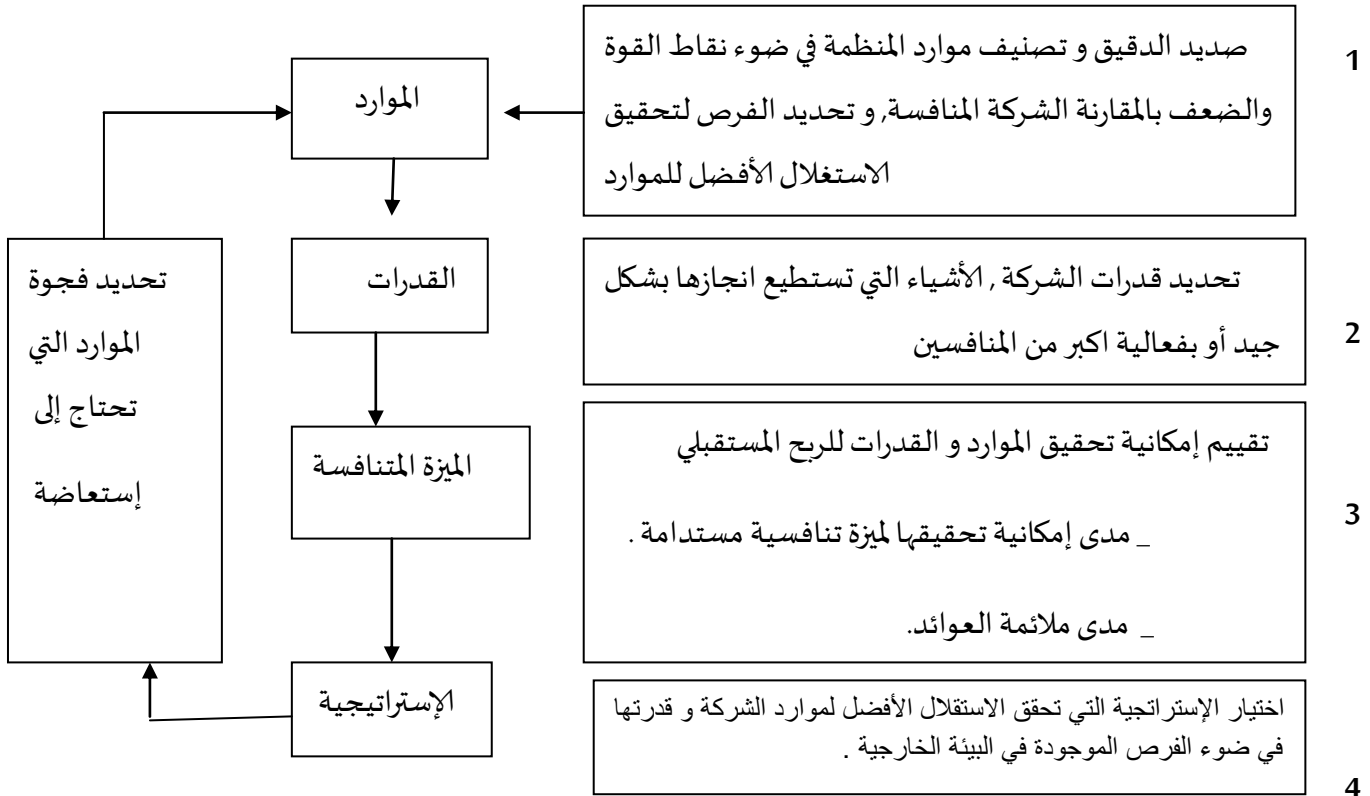 صديد الدقيق و تصنيف موارد المنظمة في ضوء نقاط القوة
والضعف بالمقارنة الشركة المنافسة, و تحديد الفرص لتحقيق
الاستغلال الأفضل للموارد
1
الموارد
تحديد قدرات الشركة , الأشياء التي تستطيع انجازها بشكل
جيد أو بفعالية اكبر من المنافسين
2
القدرات
تحديد فجوة
الموارد التي
تحتاج إلى
إستعاضة
تقييم إمكانية تحقيق الموارد و القدرات للربح المستقبلي
_ مدى إمكانية تحقيقها لميزة تنافسية مستدامة .
_ مدى ملائمة العوائد.
3
الميزة المتنافسة
اختيار الإستراتجية التي تحقق الاستقلال الأفضل لموارد الشركة و قدرتها
في ضوء الفرص الموجودة في البيئة الخارجية .
4
الإستراتيجية